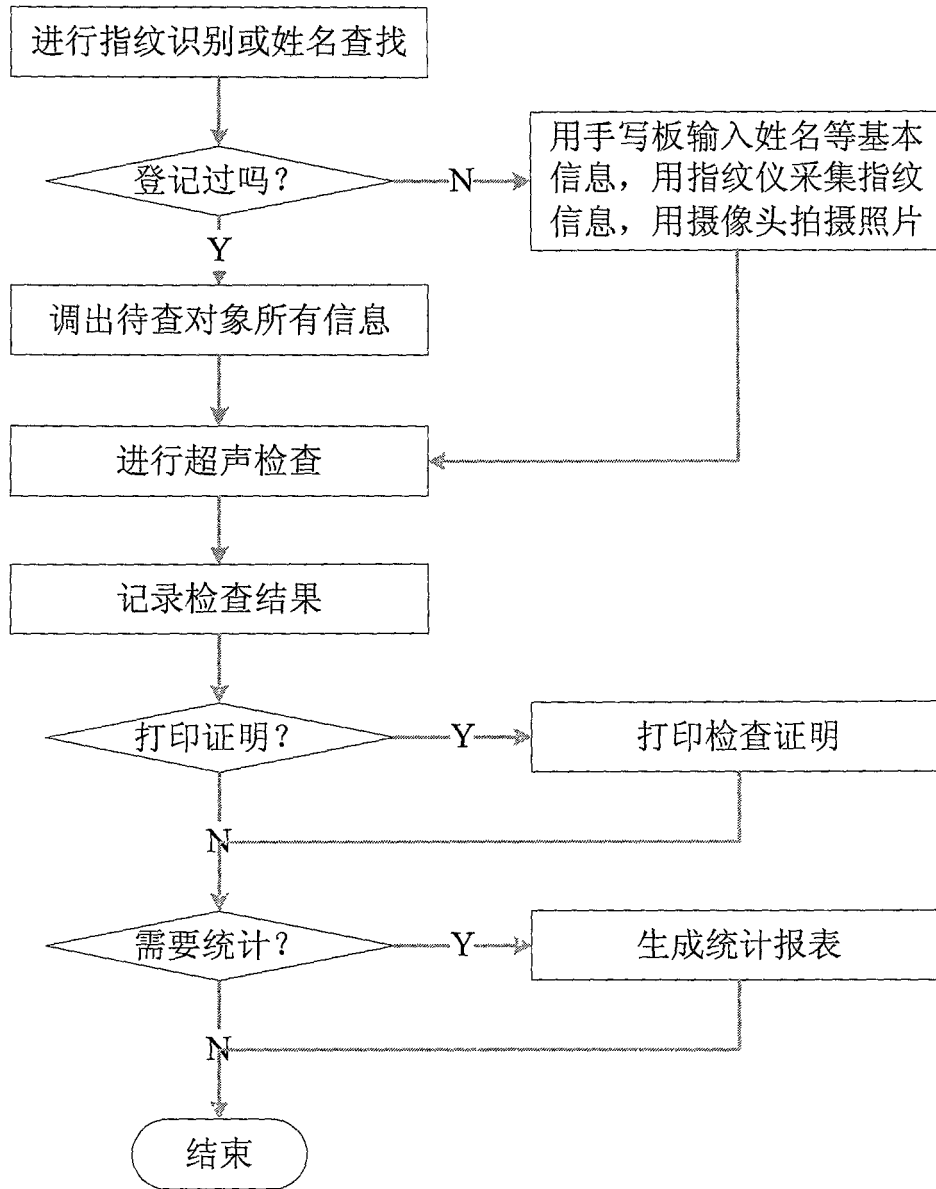 进行指纹识别或姓名查找
登记过吗？
N
用手写板输入姓名等基本
信息，用指纹仪采集指纹
信息，用摄像头拍摄照片
Y
调出待查对象所有信息
进行超声检查
记录检查结果
打印证明？
Y
打印检查证明
N
需要统计？
Y
生成统计报表
N
结束